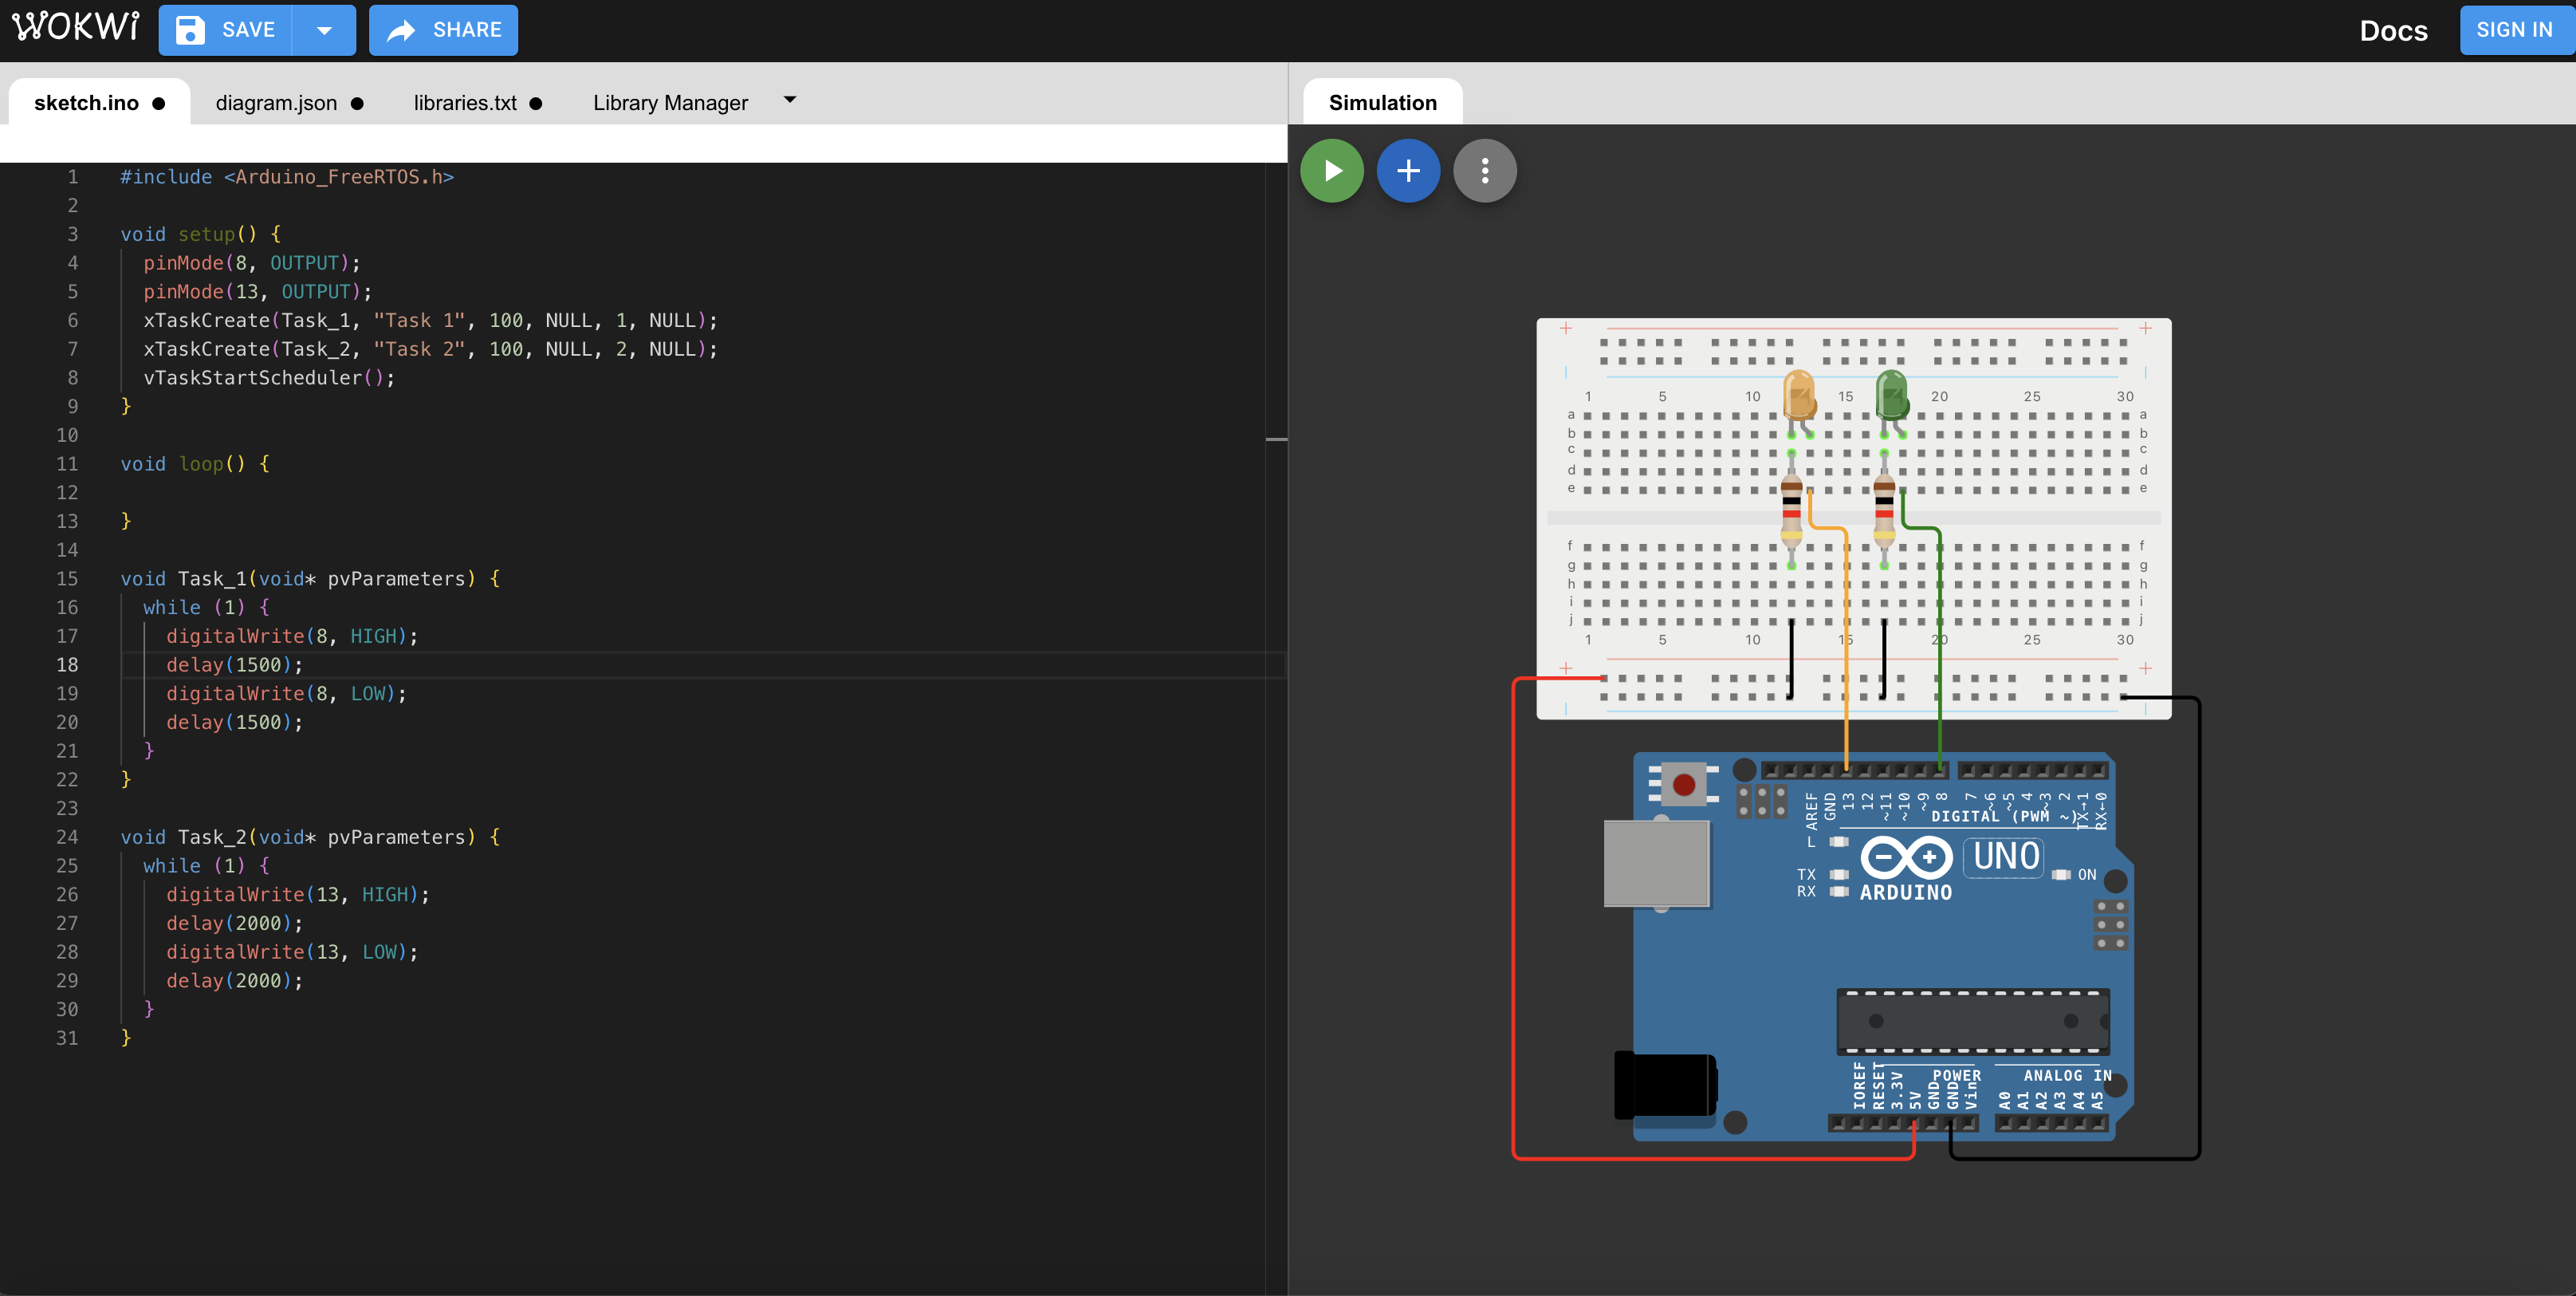 WOKWi SAVE SHARE Docs SIGN IN
sketch.ino diagram.json libraries.txt Library Manager
1 #include <Arduino_FreeRTOS.h>
2
3 void setup() {
4 pinMode(8, OUTPUT);
5 pinMode(13, OUTPUT);
6 xTaskCreate(Task_1, "Task 1", 100, NULL, 1, NULL);
7 xTaskCreate(Task_2, "Task 2", 100, NULL, 2, NULL);
8 vTaskStartScheduler();
9 }
10
11 void loop() {
12
13 }
14
15 void Task_1(void* pvParameters) {
16 while (1) {
17 digitalWrite(8, HIGH);
18 delay(1500);
19 digitalWrite(8, LOW);
20 delay(1500);
21 }
22 }
23
24 void Task_2(void* pvParameters) {
25 while (1) {
26 digitalWrite(13, HIGH);
27 delay(2000);
28 digitalWrite(13, LOW);
29 delay(2000);
30 }
31 }
Simulation
1 5 10 15 20 25 30
a a
b b
c c
d d
e e
f f
g g
h h
i i
j j
1 5 10 15 20 25 30
AREF GND 13 12 ~11 ~10 ~9 8 7 ~6 ~5 4 ~3 2 TX→1 RX←0
DIGITAL (PWM ~)
L
UNO
TX ON
RX ARDUINO
POWER ANALOG IN
IOREF RESET 3.3V 5V GND GND Vin A0 A1 A2 A3 A4 A5